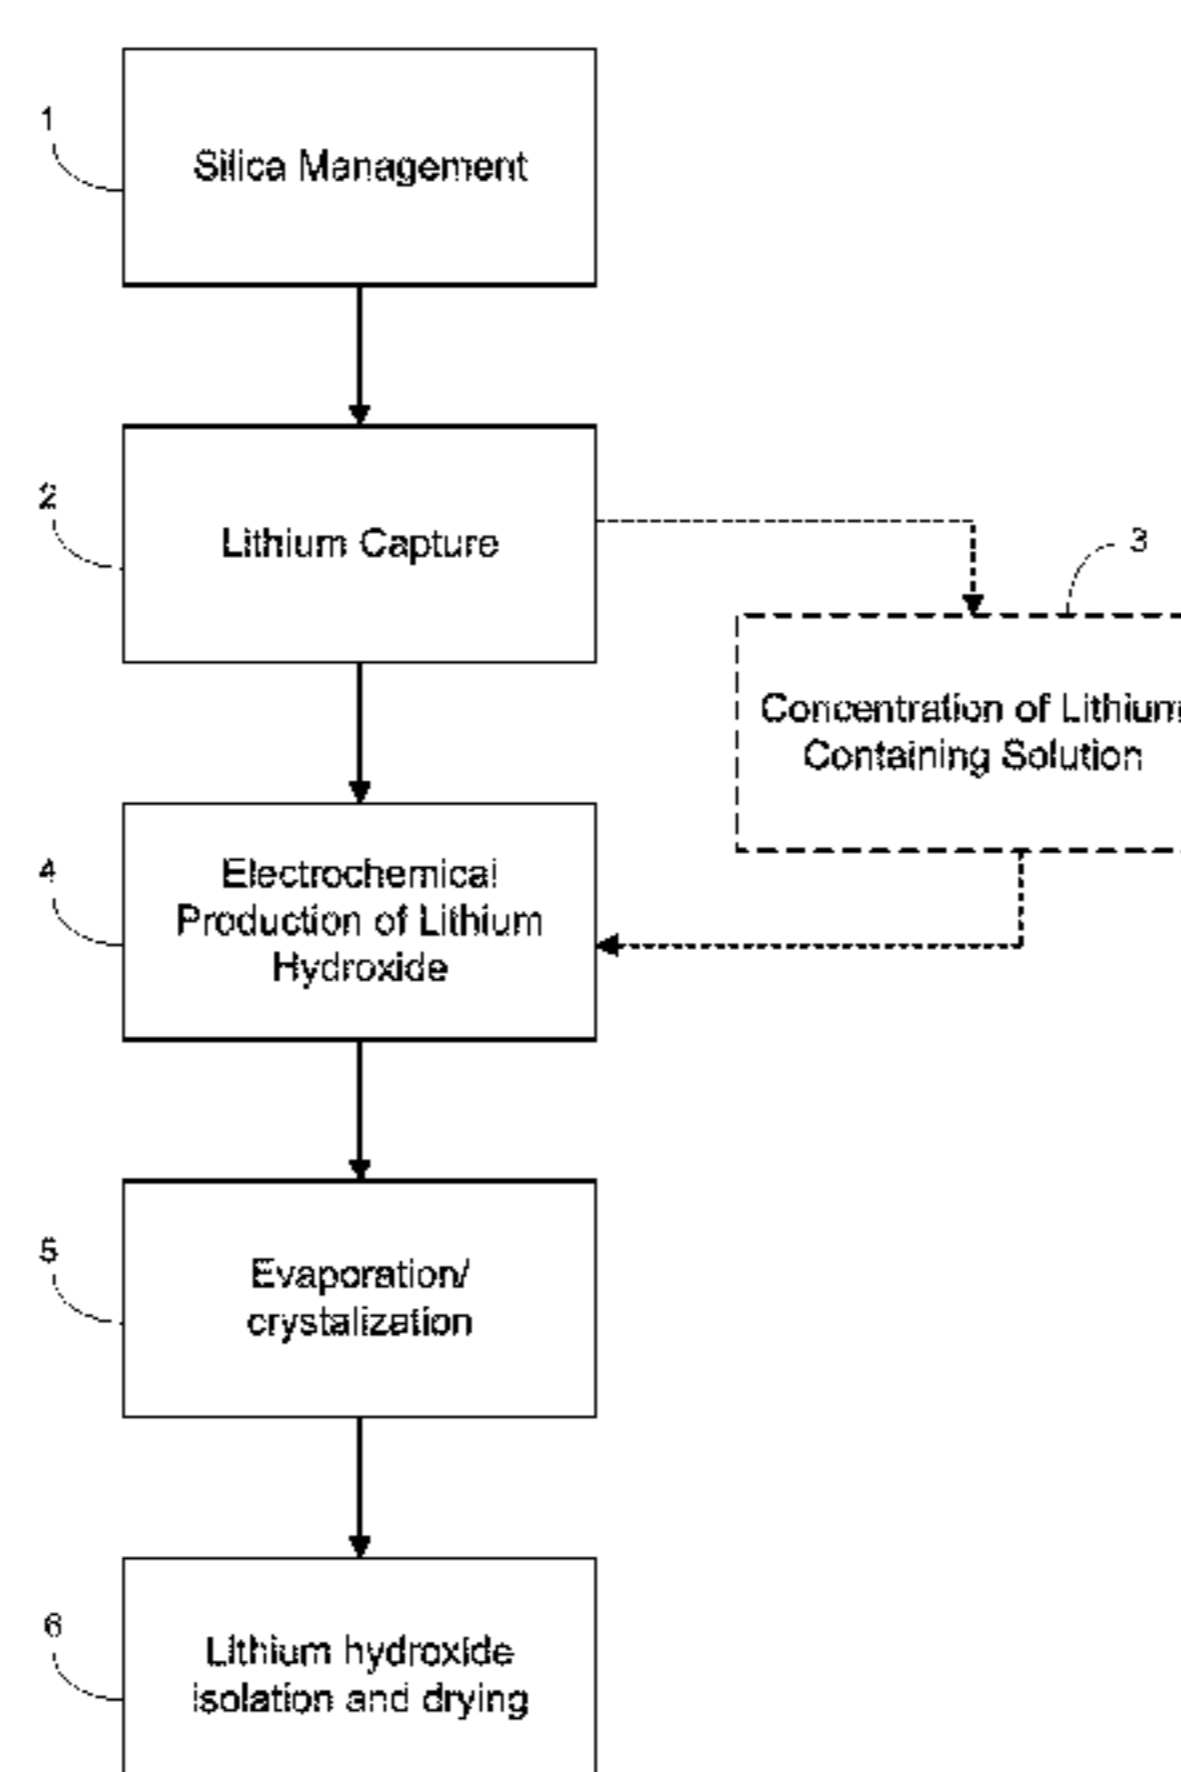 1
Silica Management
2
Lithium Capture
3
Concentration of Lithium
Containing Solution
4
Electrochemical
Production of Lithium
Hydroxide
5
Evaporation/
crystalization
6
Lithium hydroxide
isolation and drying